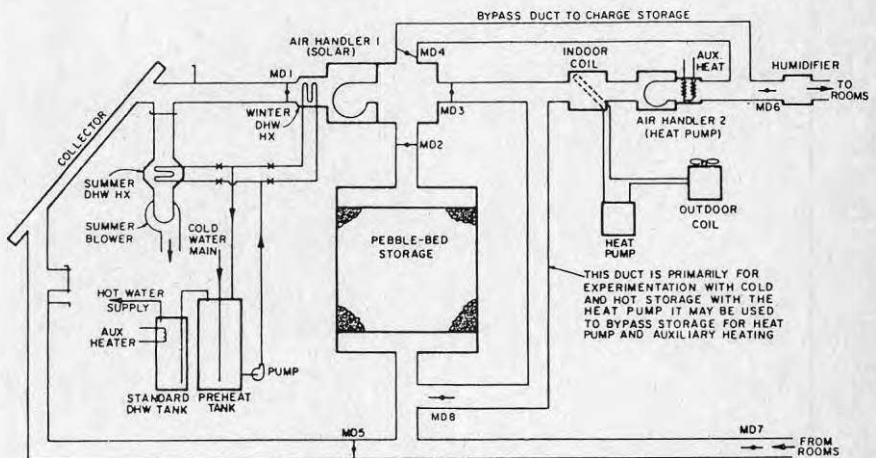 BYPASS DUCT TO CHARGE STORAGE
AIR HANDLER 1
(SOLAR)
MD4
INDOOR
COIL
AUX.
HEAT
HUMIDIFIER
MD1
TO
ROOMS
WINTER
DHW
HX
MD3
MD6
AIR HANDLER 2
(HEAT PUMP)
MD2
COLLECTOR
SUMMER
DHW HX
SUMMER
BLOWER
COLD
WATER
MAIN
PEBBLE-BED
STORAGE
HEAT
PUMP
OUTDOOR
COIL
THIS DUCT IS PRIMARILY FOR
EXPERIMENTATION WITH COLD
AND HOT STORAGE WITH THE
HEAT PUMP IT MAY BE USED
TO BYPASS STORAGE FOR HEAT
PUMP AND AUXILIARY HEATING
HOT WATER
SUPPLY
AUX
HEATER
PUMP
STANDARD
DHW TANK
PREHEAT
TANK
MD8
MD5
MD7
FROM
ROOMS